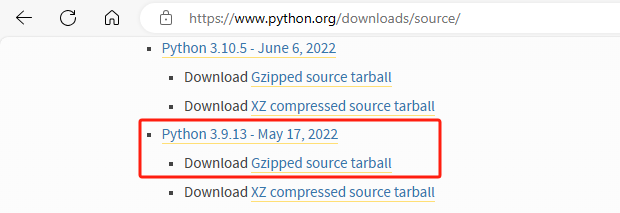 https://www.python.org/downloads/source/
Python 3.10.5 - June 6, 2022
Download Gzipped source tarball
Download XZ compressed source tarball
Python 3.9.13 - May 17, 2022
Download Gzipped source tarball
Download XZ compressed source tarball